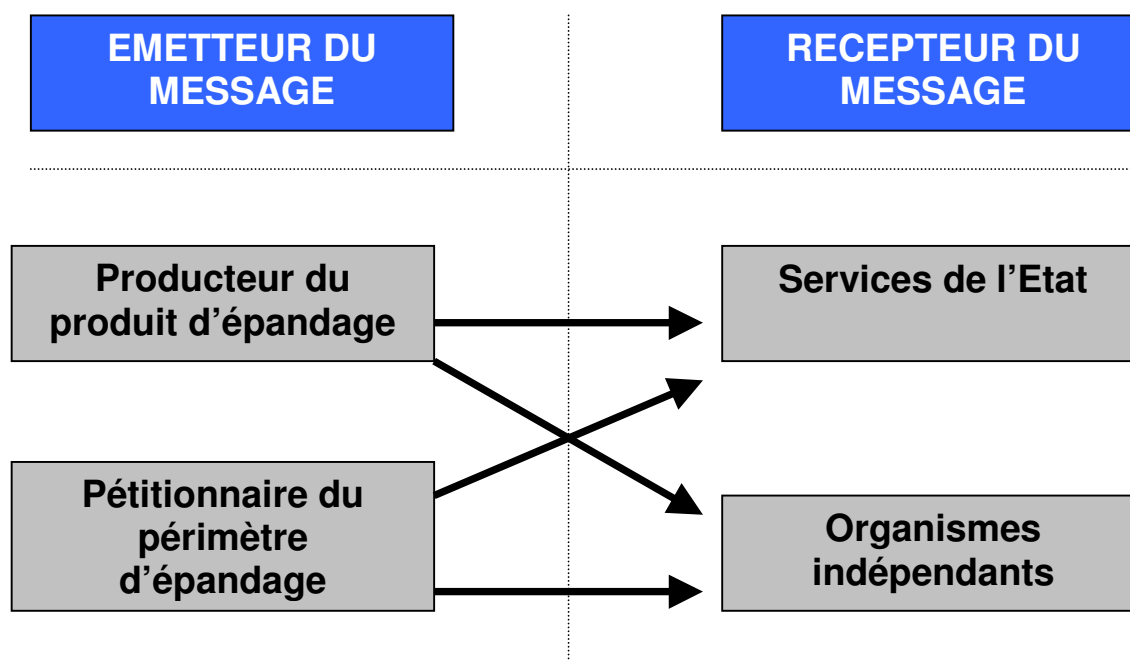 EMETTEUR DU
MESSAGE
RECEPTEUR DU
MESSAGE
Producteur du
produit d’épandage
Services de l’Etat
Pétitionnaire du
périmètre
d’épandage
Organismes
indépendants